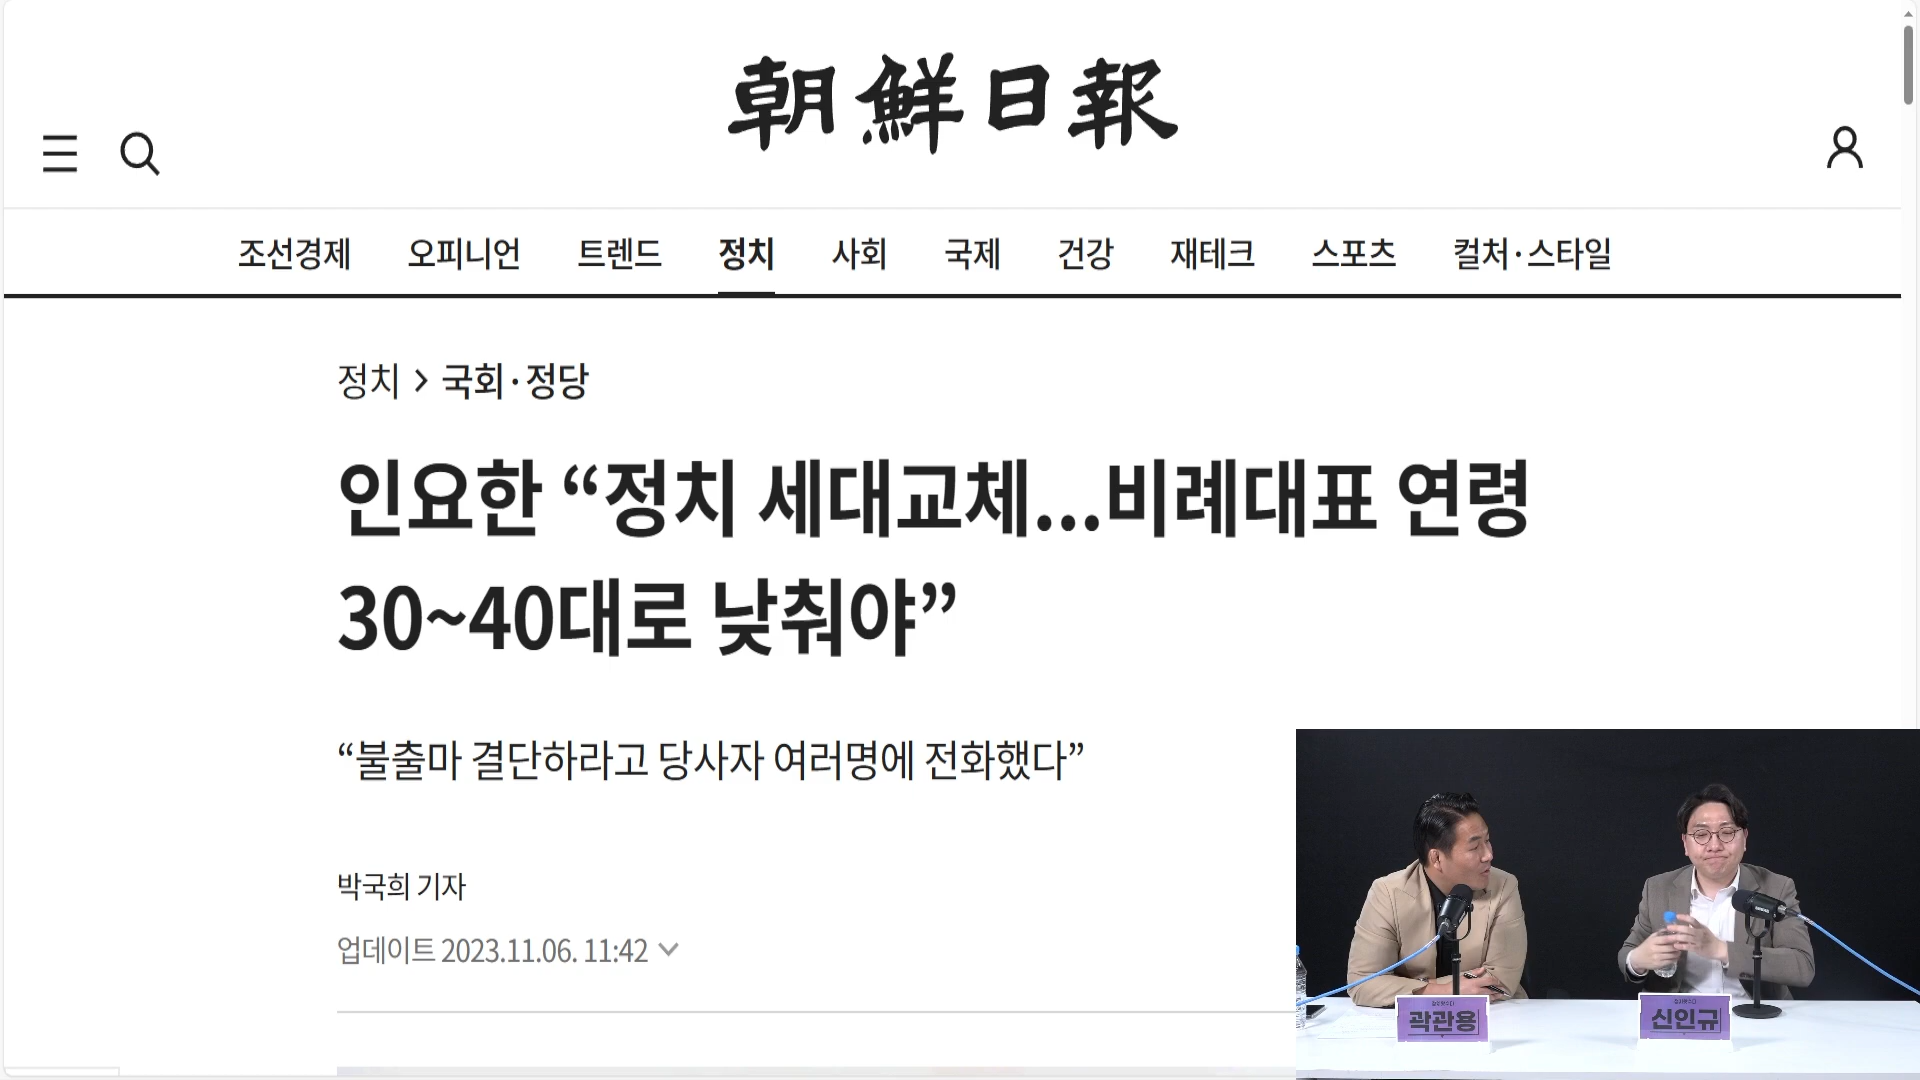 朝鮮日報
조선경제 오피니언 트렌드 정치 사회 국제 건강 재테크 스포츠 컬처·스타일
정치 > 국회·정당
인요한 “정치 세대교체...비례대표 연령
30~40대로 낮춰야”
“불출마 결단하라고 당사자 여러명에 전화했다”
박국희 기자
업데이트 2023.11.06. 11:42
곽관용
신인규